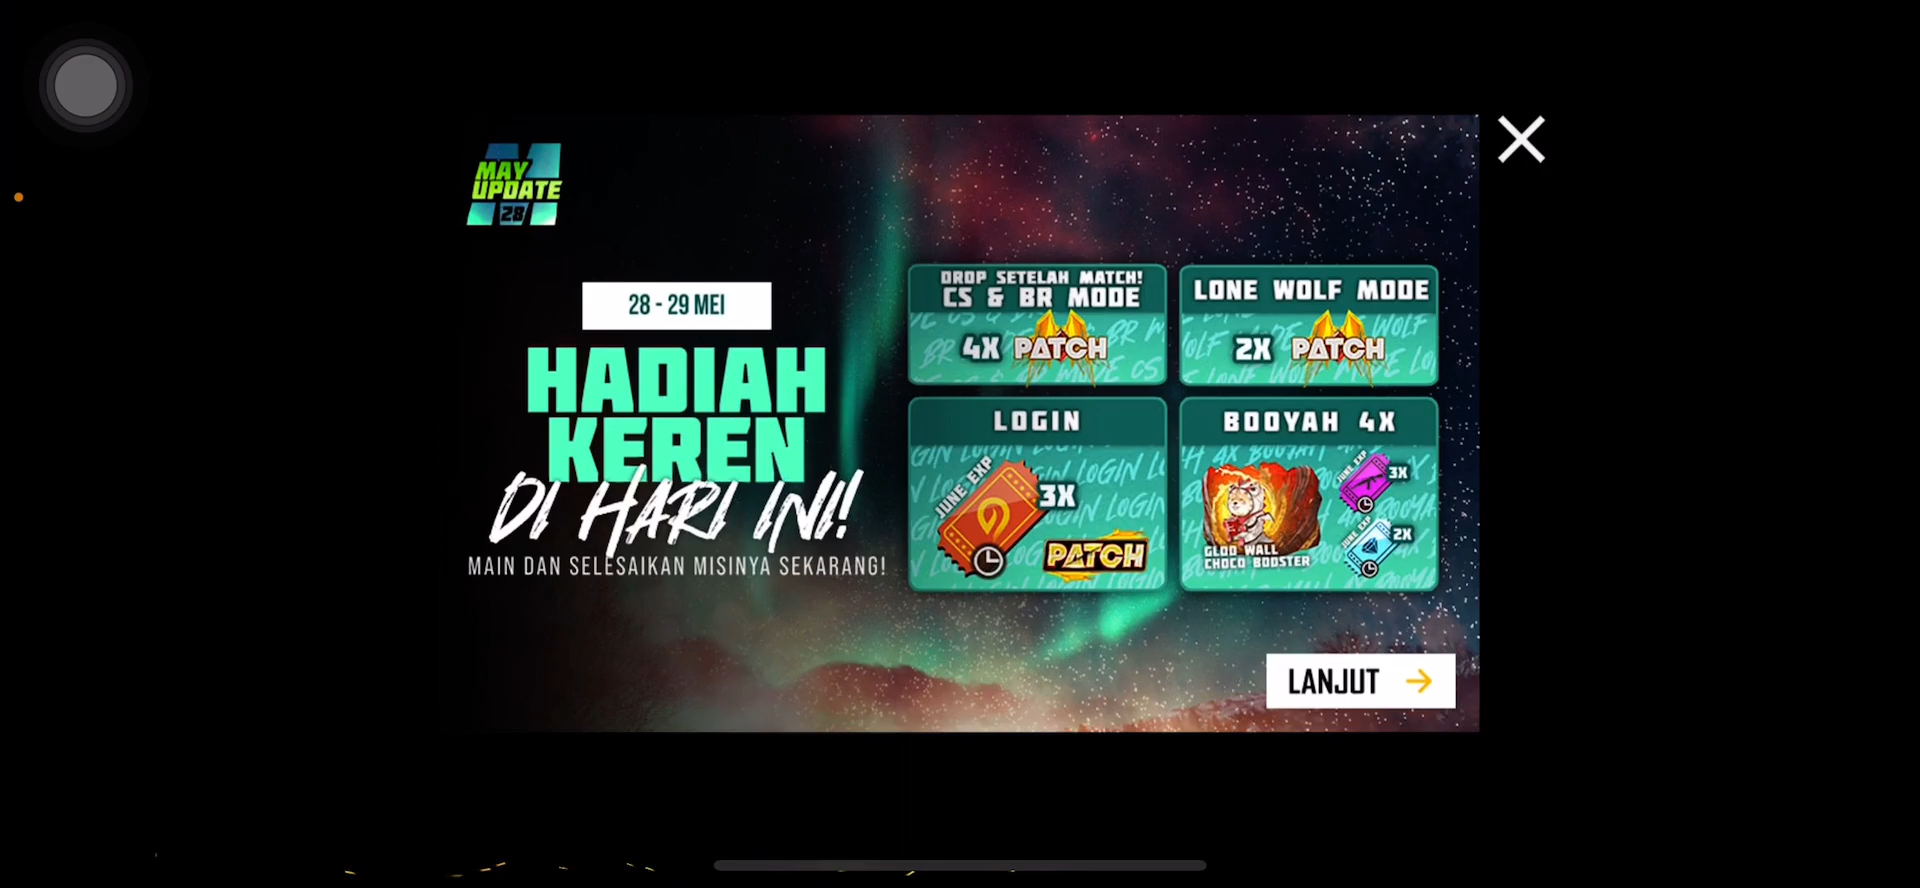 MAY
UPDATE
28
28 - 29 MEI
HADIAH
KEREN
DI HARI INI!
MAIN DAN SELESAIKAN MISINYA SEKARANG!
DROP SETELAH MATCH!
CS & BR MODE
4X PATCH
LONE WOLF MODE
2X PATCH
LOGIN
JUNE EXP
3X
PATCH
BOOYAH 4X
GLOO WALL
CHOCO BOOSTER
JUNE EXP
3X
JUNE EXP
2X
LANJUT